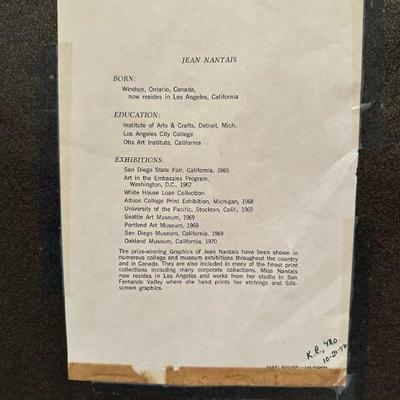 JEAN NANTAIS
BORN:
Windsor, Ontario, Canada,
now resides in Los Angeles, California
EDUCATION:
Institute of Arts & Crafts, Detroit, Mich.
Los Angeles City College
Otis Art Institute, California
EXHIBITIONS:
San Diego State Fair, California, 1965
Art in the Embassies Program,
Washington, D.C., 1967
White House Loan Collection
Albion College Print Exhibition, Michigan, 1968
University of the Pacific, Stockton, Calif., 1969
Seattle Art Museum, 1969
Portland Art Museum, 1969
San Diego Museum, California, 1969
Oakland Museum, California, 1970
The prize-winning Graphics of Jean Nantais have been shown in
numerous college and museum exhibitions throughout the country
and in Canada. They are also included in many of the finest print
collections including many corporate collections. Miss Nantais
now resides in Los Angeles and works from her studio in San
Fernando Valley where she hand prints her etchings and Silk-
screen graphics.
K.C., Mo.
10-21-72
HARRY — Los Angeles